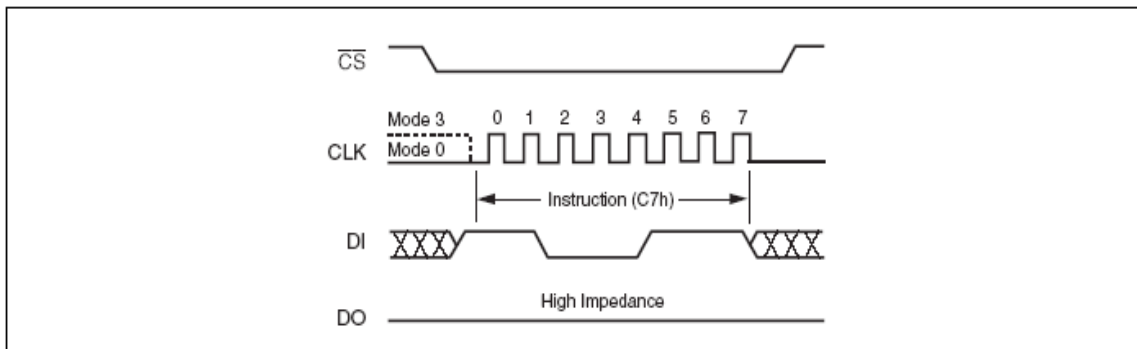 CS
Mode 3
0 1 2 3 4 5 6 7
CLK
Mode 0
Instruction (C7h)
DI
High Impedance
DO